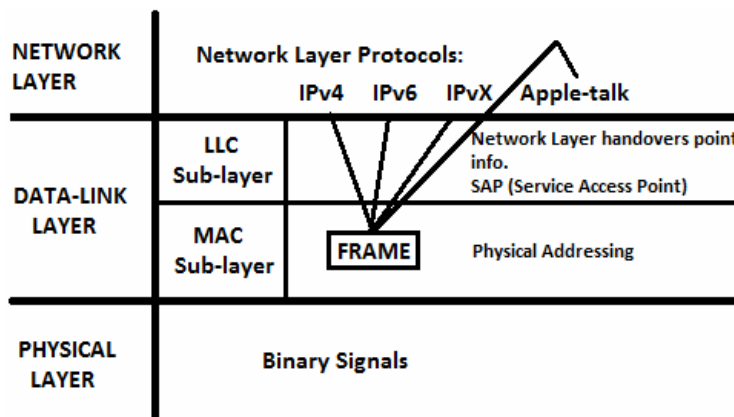 NETWORK
LAYER
Network Layer Protocols:
IPv4 IPv6 IPvX Apple-talk
DATA-LINK
LAYER
LLC
Sub-layer
Network Layer handovers point
info.
SAP (Service Access Point)
MAC
Sub-layer
FRAME
Physical Addressing
PHYSICAL
LAYER
Binary Signals